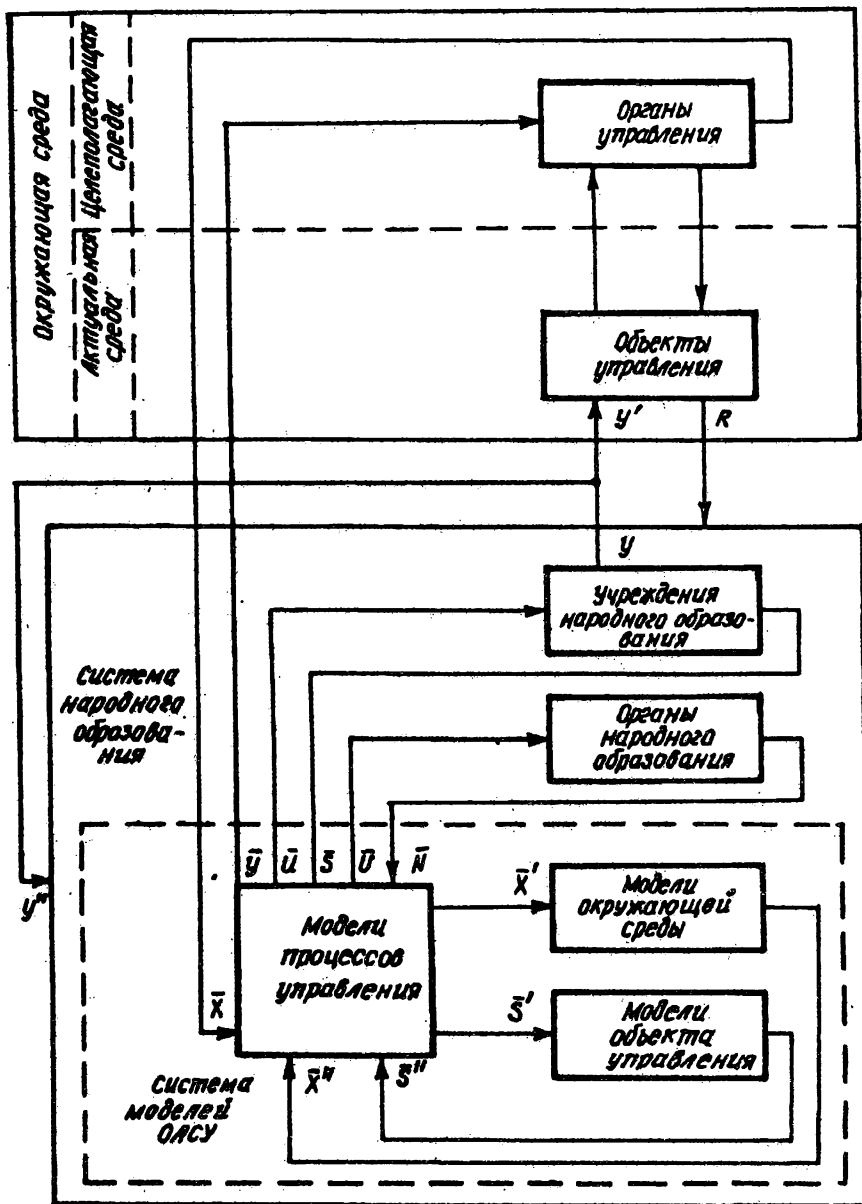 Окружающая среда
Целеполагающая
среда
Актуальная
среда
Органы
управления
Объекты
управления
y'
R
y
Учреждения
народного образо-
вания
Система
народного
образова-
ния
Органы
народного
образования
ȳ
ū
S̄
Ū
N̄
y"
Модели
процессов
управления
X̄'
Модели
окружающей
среды
X̄
S̄'
Модели
объекта
управления
X̄"
S̄"
Система
моделей
ОАСУ